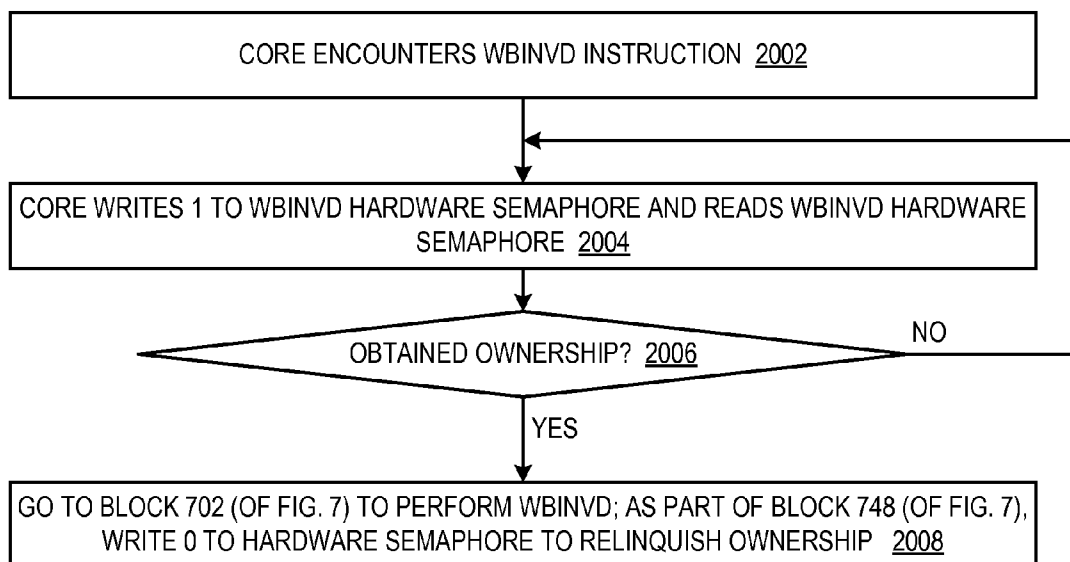 CORE ENCOUNTERS WBINVD INSTRUCTION 2002
CORE WRITES 1 TO WBINVD HARDWARE SEMAPHORE AND READS WBINVD HARDWARE
SEMAPHORE 2004
OBTAINED OWNERSHIP? 2006
NO
YES
GO TO BLOCK 702 (OF FIG. 7) TO PERFORM WBINVD; AS PART OF BLOCK 748 (OF FIG. 7),
WRITE 0 TO HARDWARE SEMAPHORE TO RELINQUISH OWNERSHIP 2008